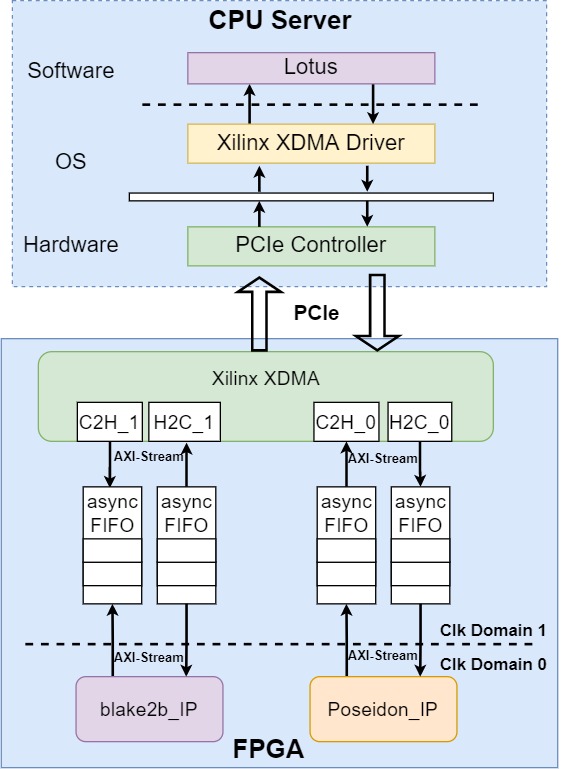 CPU Server
Software
Lotus
Xilinx XDMA Driver
OS
Hardware
PCIe Controller
PCIe
Xilinx XDMA
C2H_1
H2C_1
C2H_0
H2C_0
AXI-Stream
AXI-Stream
async
FIFO
async
FIFO
async
FIFO
async
FIFO
Clk Domain 1
AXI-Stream
AXI-Stream
Clk Domain 0
blake2b_IP
Poseidon_IP
FPGA